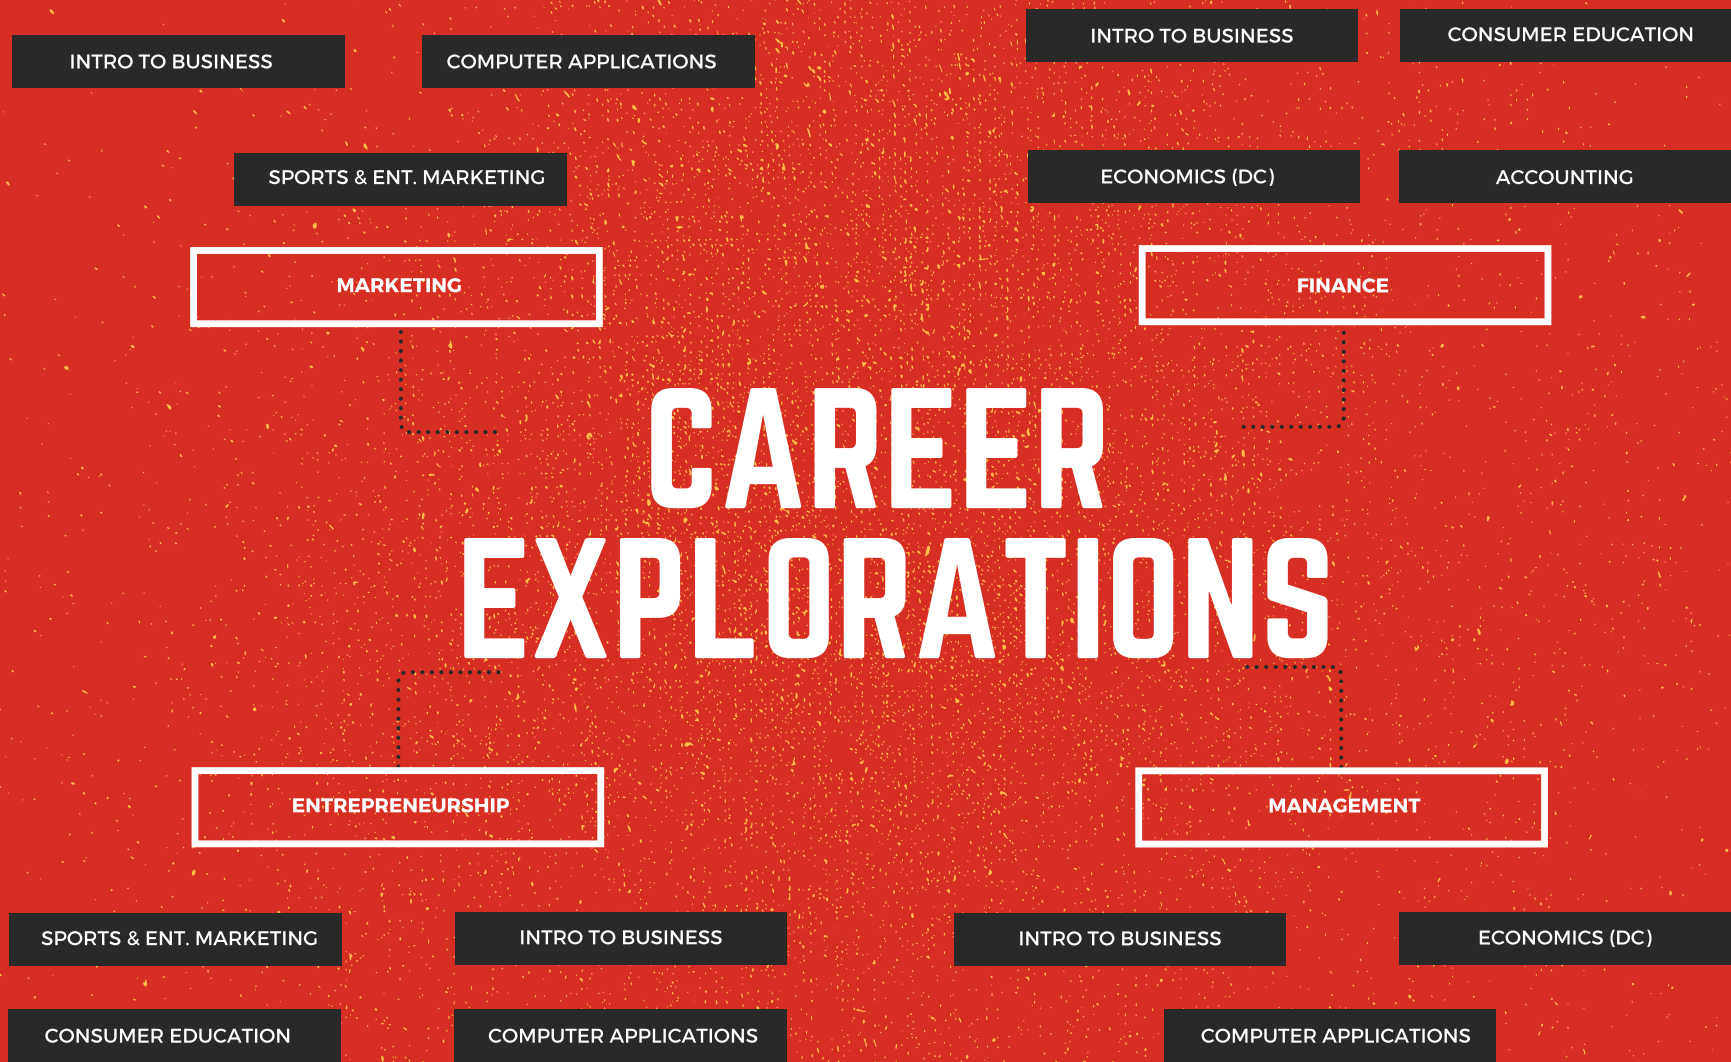 INTRO TO BUSINESS
COMPUTER APPLICATIONS
SPORTS & ENT. MARKETING
MARKETING
INTRO TO BUSINESS
CONSUMER EDUCATION
ECONOMICS (DC)
ACCOUNTING
FINANCE
CAREER
EXPLORATIONS
ENTREPRENEURSHIP
SPORTS & ENT. MARKETING
INTRO TO BUSINESS
CONSUMER EDUCATION
COMPUTER APPLICATIONS
MANAGEMENT
INTRO TO BUSINESS
ECONOMICS (DC)
COMPUTER APPLICATIONS